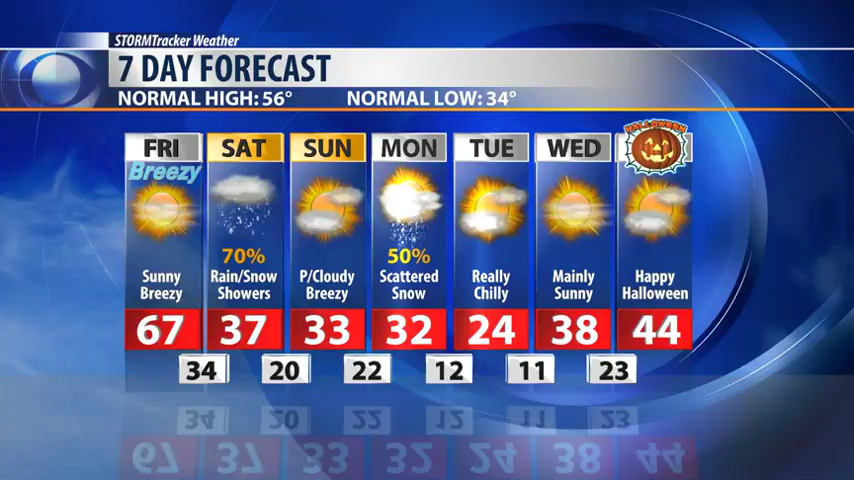 STORMTracker Weather
7 DAY FORECAST
NORMAL HIGH: 56° NORMAL LOW: 34°
HALLOWEEN
FRI SAT SUN MON TUE WED
Breezy
70% 50%
Sunny Rain/Snow P/Cloudy Scattered Really Mainly Happy
Breezy Showers Breezy Snow Chilly Sunny Halloween
67 37 33 32 24 38 44
34 20 22 12 11 23